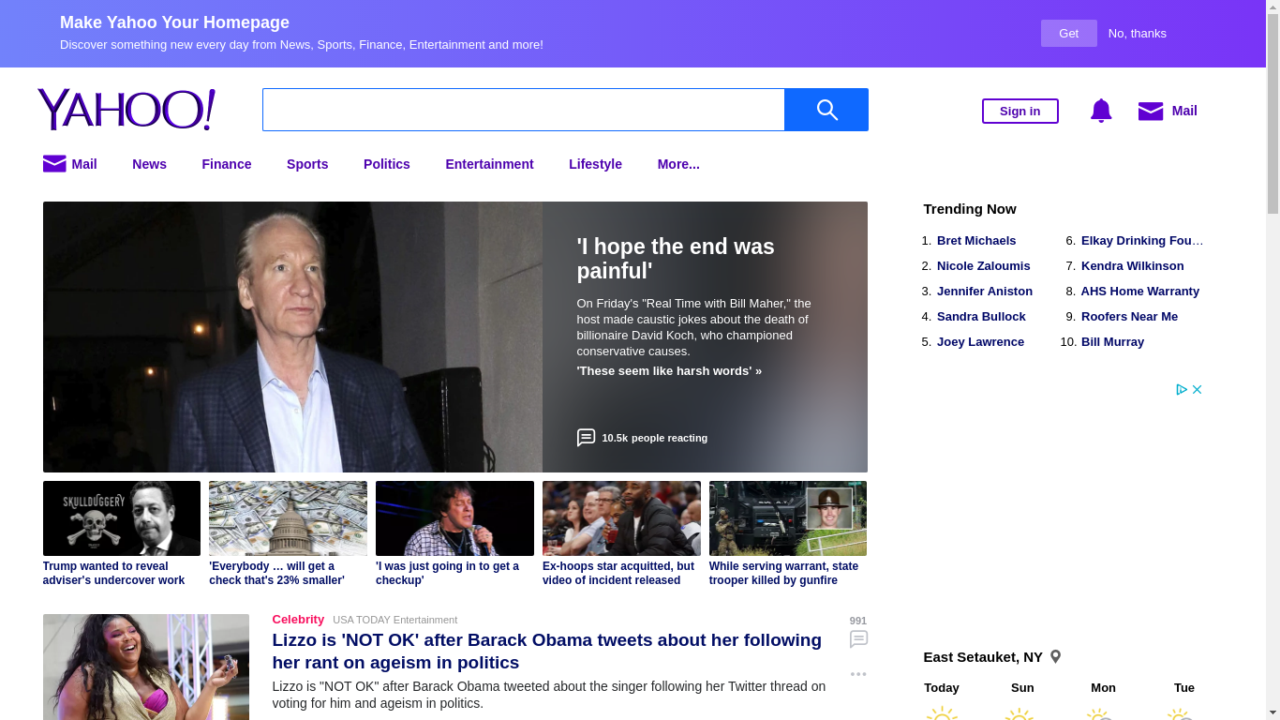 Make Yahoo Your Homepage
Discover something new every day from News, Sports, Finance, Entertainment and more!
Get
No, thanks
YAHOO!
Sign in
Mail
Mail
News
Finance
Sports
Politics
Entertainment
Lifestyle
More...
'I hope the end was
painful'
On Friday's "Real Time with Bill Maher," the
host made caustic jokes about the death of
billionaire David Koch, who championed
conservative causes.
'These seem like harsh words' »
10.5k people reacting
SKULLDUGGERY
Trump wanted to reveal
adviser's undercover work
'Everybody … will get a
check that's 23% smaller'
'I was just going in to get a
checkup'
Ex-hoops star acquitted, but
video of incident released
While serving warrant, state
trooper killed by gunfire
Celebrity
USA TODAY Entertainment
991
Lizzo is 'NOT OK' after Barack Obama tweets about her following
her rant on ageism in politics
Lizzo is "NOT OK" after Barack Obama tweeted about the singer following her Twitter thread on
voting for him and ageism in politics.
Trending Now
1. Bret Michaels
2. Nicole Zaloumis
3. Jennifer Aniston
4. Sandra Bullock
5. Joey Lawrence
6. Elkay Drinking Fou…
7. Kendra Wilkinson
8. AHS Home Warranty
9. Roofers Near Me
10. Bill Murray
East Setauket, NY
Today
Sun
Mon
Tue